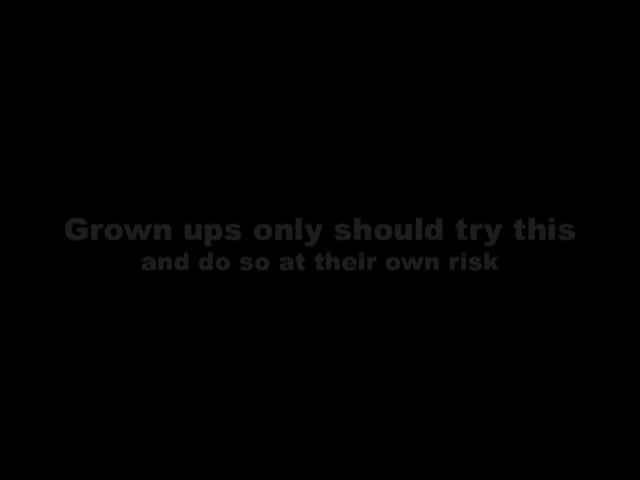 Grown ups only should try this
and do so at their own risk